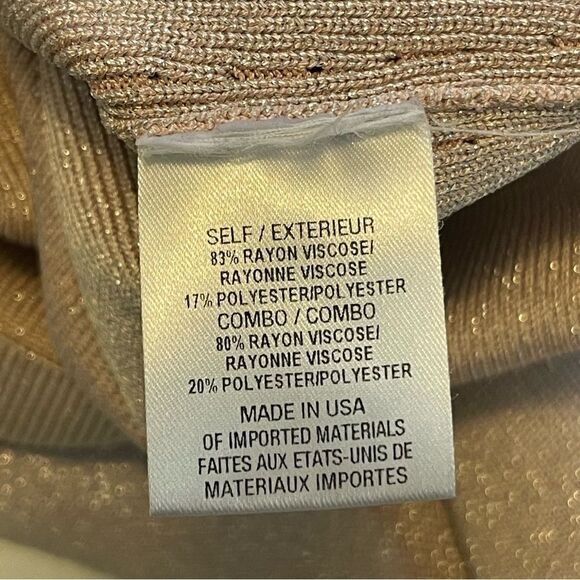 SELF / EXTERIEUR
83% RAYON VISCOSE/
RAYONNE VISCOSE
17% POLYESTER/POLYESTER
COMBO / COMBO
80% RAYON VISCOSE/
RAYONNE VISCOSE
20% POLYESTER/POLYESTER
MADE IN USA
OF IMPORTED MATERIALS
FAITES AUX ETATS-UNIS DE
MATERIAUX IMPORTES